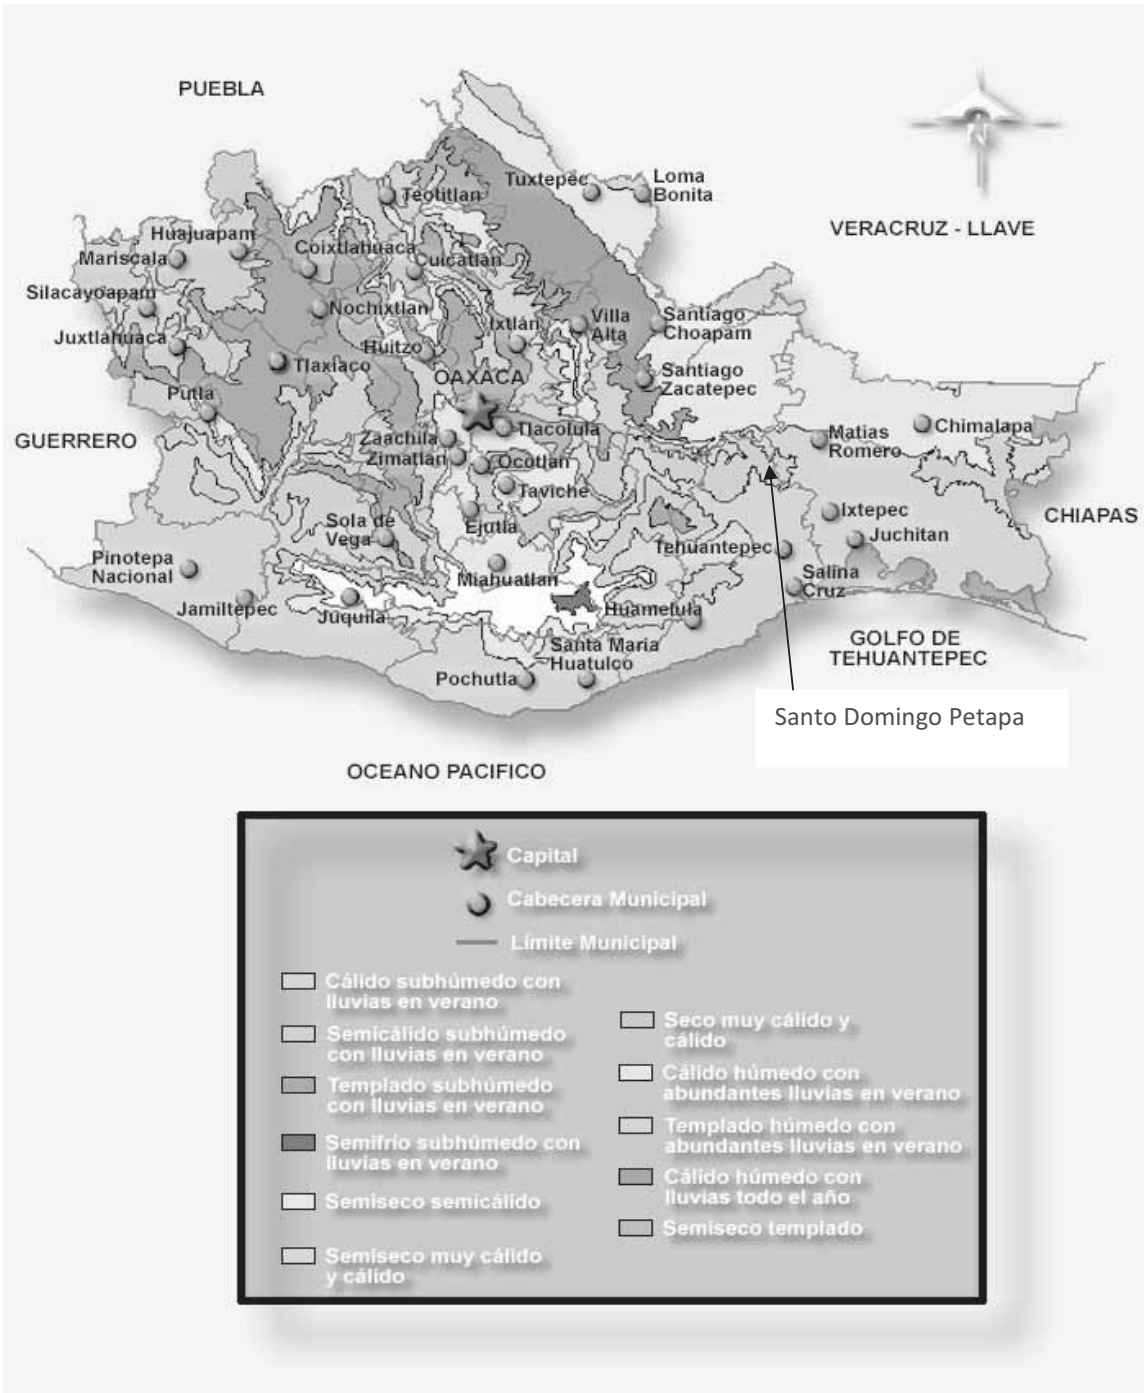 PUEBLA
N
Tuxtepec
Loma
Bonita
Teotitlan
VERACRUZ - LLAVE
Huajuapam
Coixtlahuaca
Mariscala
Cuicatlán
Silacayoapam
Nochixtlan
Villa
Alta
Santiago
Choapam
Juxtlahuaca
Ixtlán
Huitzo
Tlaxiaco
OAXACA
Santiago
Zacatepec
Putla
GUERRERO
Zaachila
Tlacolula
Matias
Romero
Chimalapa
Zimatlán
Ocotlán
Taviche
Ixtepec
CHIAPAS
Sola de
Vega
Ejutla
Juchitan
Tehuantepec
Pinotepa
Nacional
Miahuatlan
Salina
Cruz
Jamiltepec
Juquila
Huamelula
GOLFO DE
TEHUANTEPEC
Santa Maria
Huatulco
Pochutla
Santo Domingo Petapa
OCEANO PACIFICO
Capital
Cabecera Municipal
Límite Municipal
Cálido subhúmedo con
lluvias en verano
Semicálido subhúmedo
con lluvias en verano
Templado subhúmedo
con lluvias en verano
Semifrío subhúmedo con
lluvias en verano
Semiseco semicálido
Semiseco muy cálido
y cálido
Seco muy cálido y
cálido
Cálido húmedo con
abundantes lluvias en verano
Templado húmedo con
abundantes lluvias en verano
Cálido húmedo con
lluvias todo el año
Semiseco templado